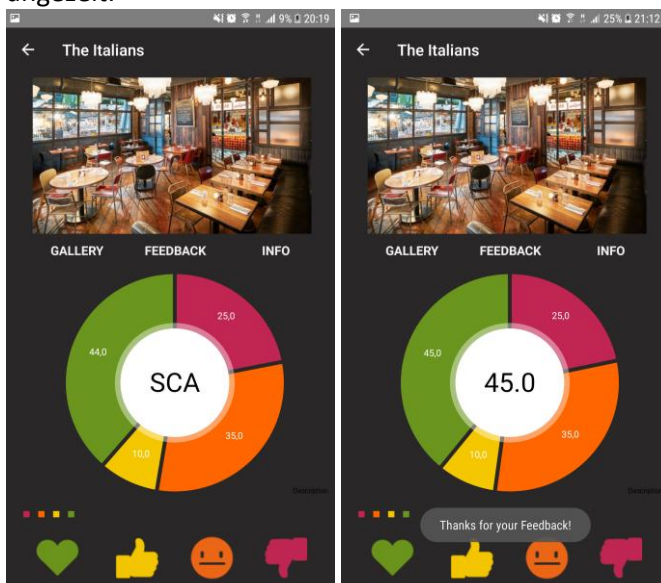 angezeit.
9% 20:19
The Italians
GALLERY FEEDBACK INFO
25,0
44,0
SCA
35,0
10,0
Description
25% 21:12
The Italians
GALLERY FEEDBACK INFO
25,0
45,0
45.0
35,0
10,0
Description
Thanks for your Feedback!